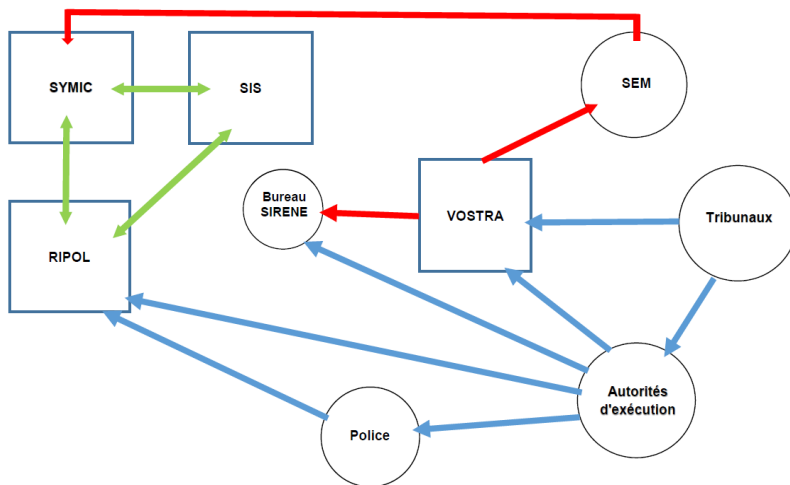 SYMIC
SIS
SEM
Bureau
SIRENE
VOSTRA
Tribunaux
RIPOL
Autorités
d'exécution
Police